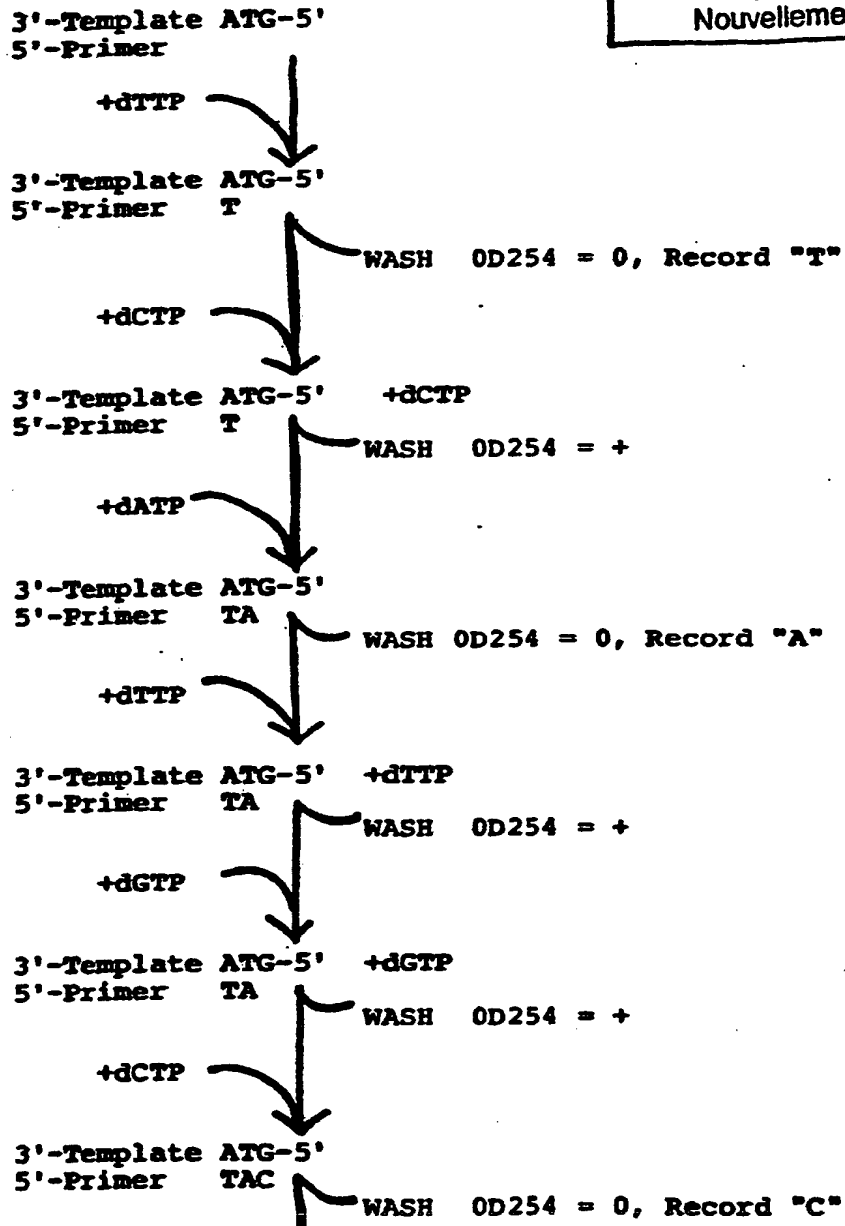 Nouvelleme
3'-Template ATG-5'
5'-Primer
+dTTP
3'-Template ATG-5'
5'-Primer T
WASH OD254 = 0, Record "T"
+dCTP
3'-Template ATG-5' +dCTP
5'-Primer T
WASH OD254 = +
+dATP
3'-Template ATG-5'
5'-Primer TA
WASH OD254 = 0, Record "A"
+dTTP
3'-Template ATG-5' +dTTP
5'-Primer TA
WASH OD254 = +
+dGTP
3'-Template ATG-5' +dGTP
5'-Primer TA
WASH OD254 = +
+dCTP
3'-Template ATG-5'
5'-Primer TAC
WASH OD254 = 0, Record "C"